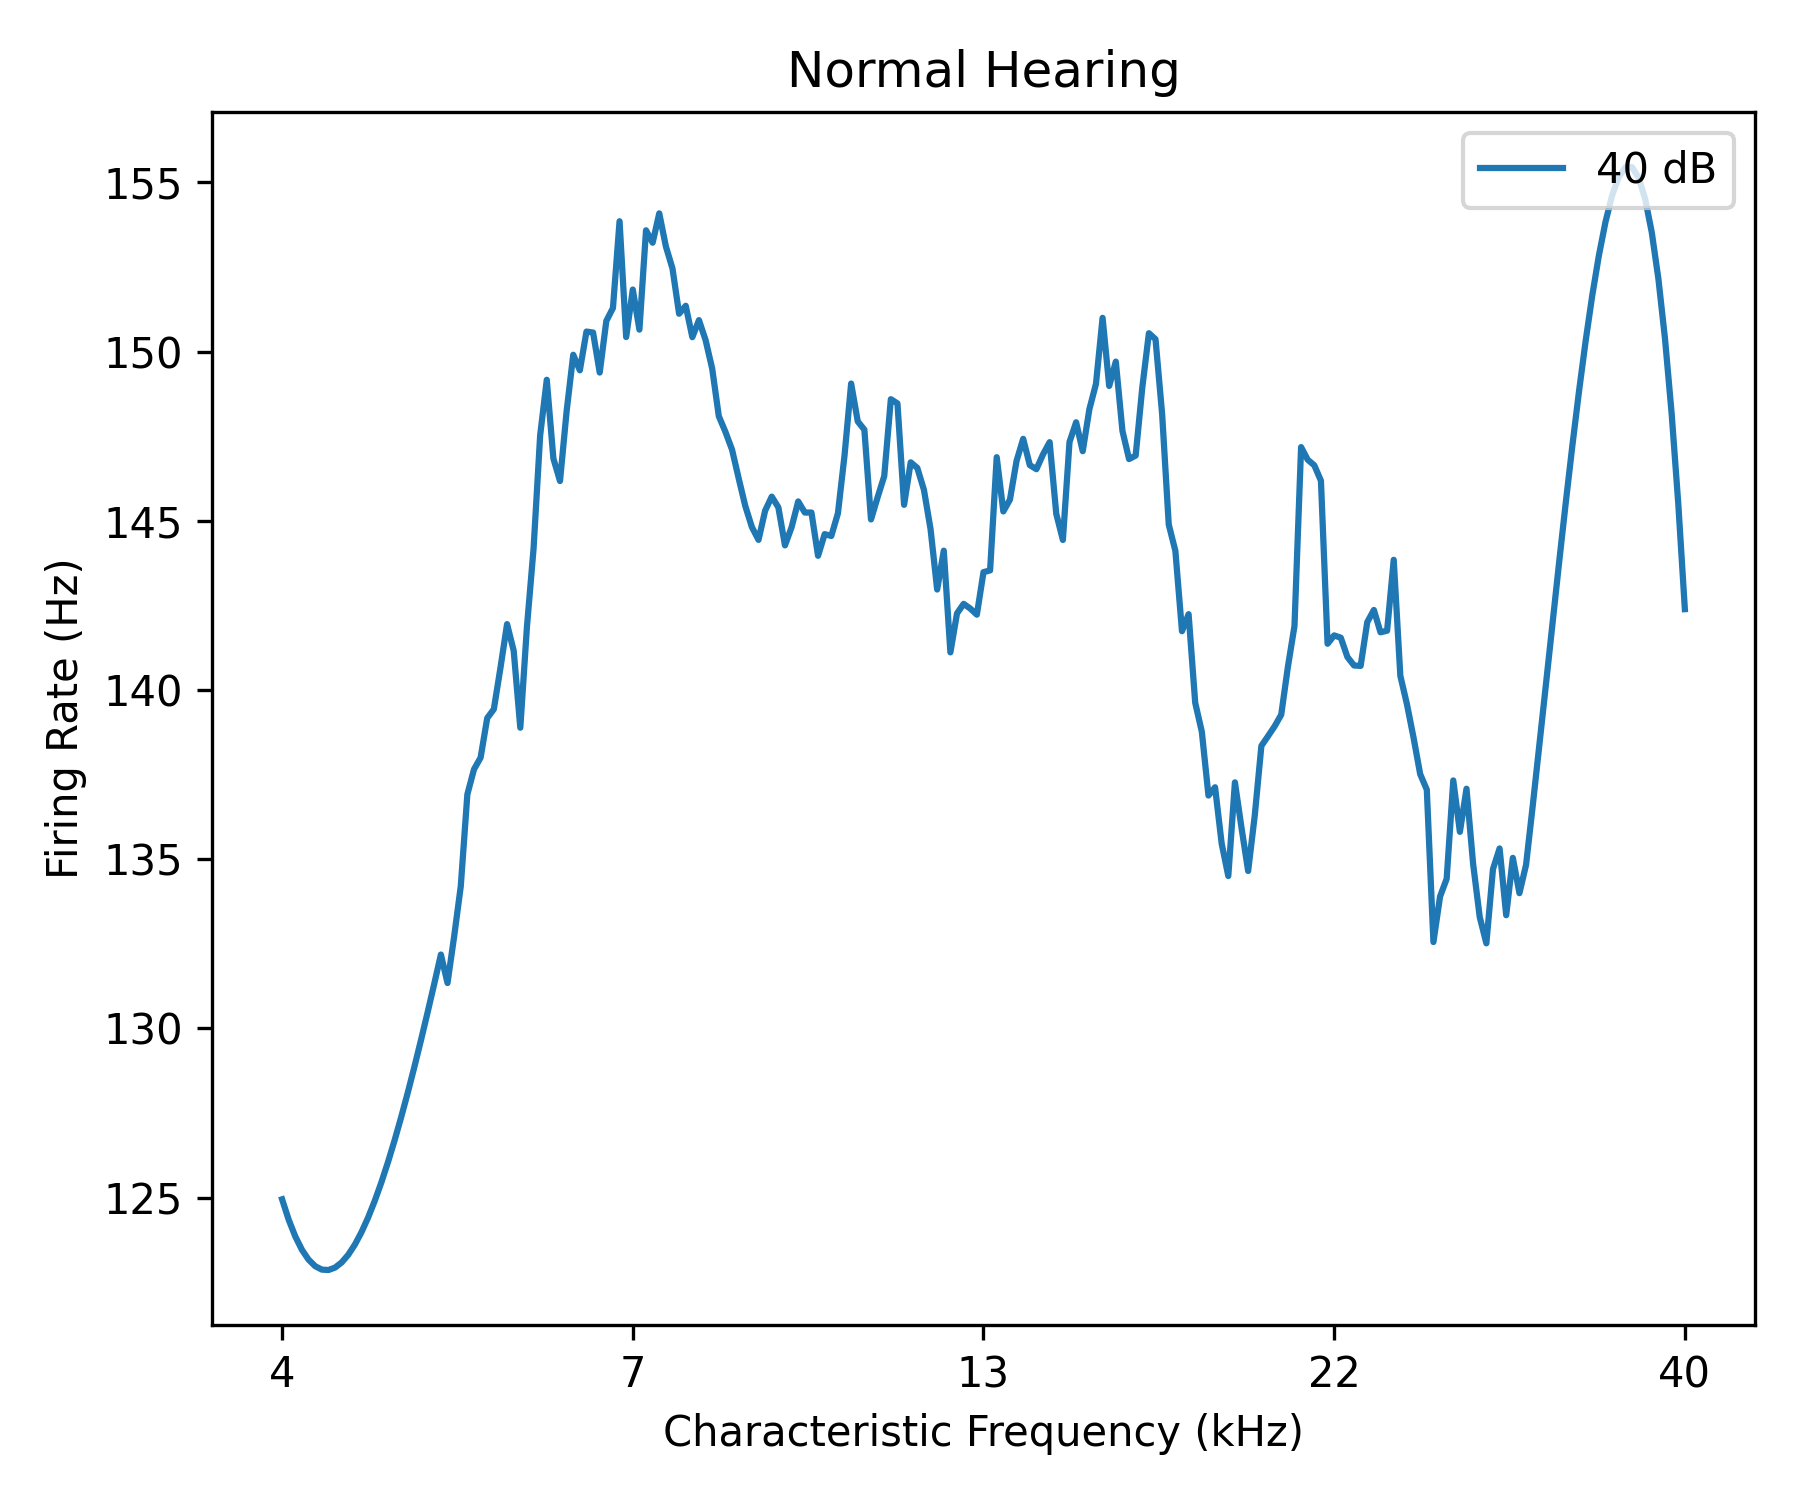 Normal Hearing
40 dB
155
150
145
140
135
130
125
Firing Rate (Hz)
4 7 13 22 40
Characteristic Frequency (kHz)